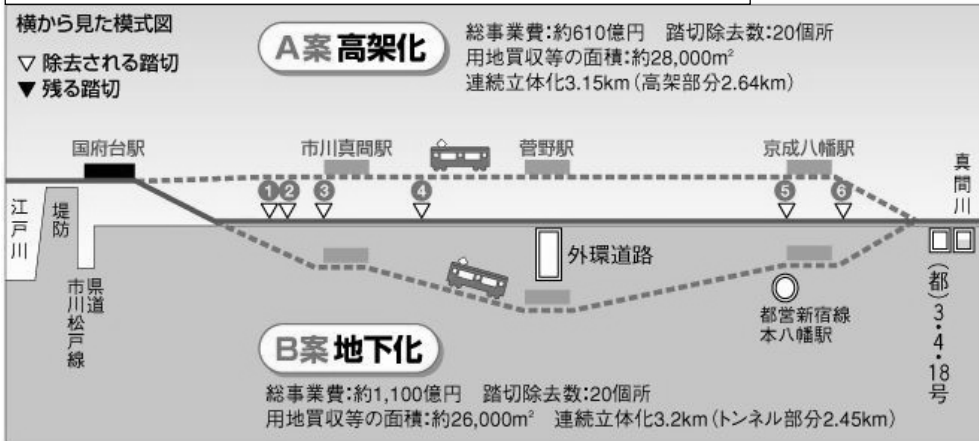 横から見た模式図
▽ 除去される踏切
▼ 残る踏切
A案 高架化
総事業費:約610億円 踏切除去数:20個所
用地買収等の面積:約28,000m²
連続立体化3.15km(高架部分2.64km)
国府台駅
市川真間駅
菅野駅
京成八幡駅
真間川
1
2
3
4
5
6
江戸川
堤防
県道
市川松戸線
外環道路
都営新宿線
本八幡駅
(都)3・4・18号
B案 地下化
総事業費:約1,100億円 踏切除去数:20個所
用地買収等の面積:約26,000m² 連続立体化3.2km(トンネル部分2.45km)